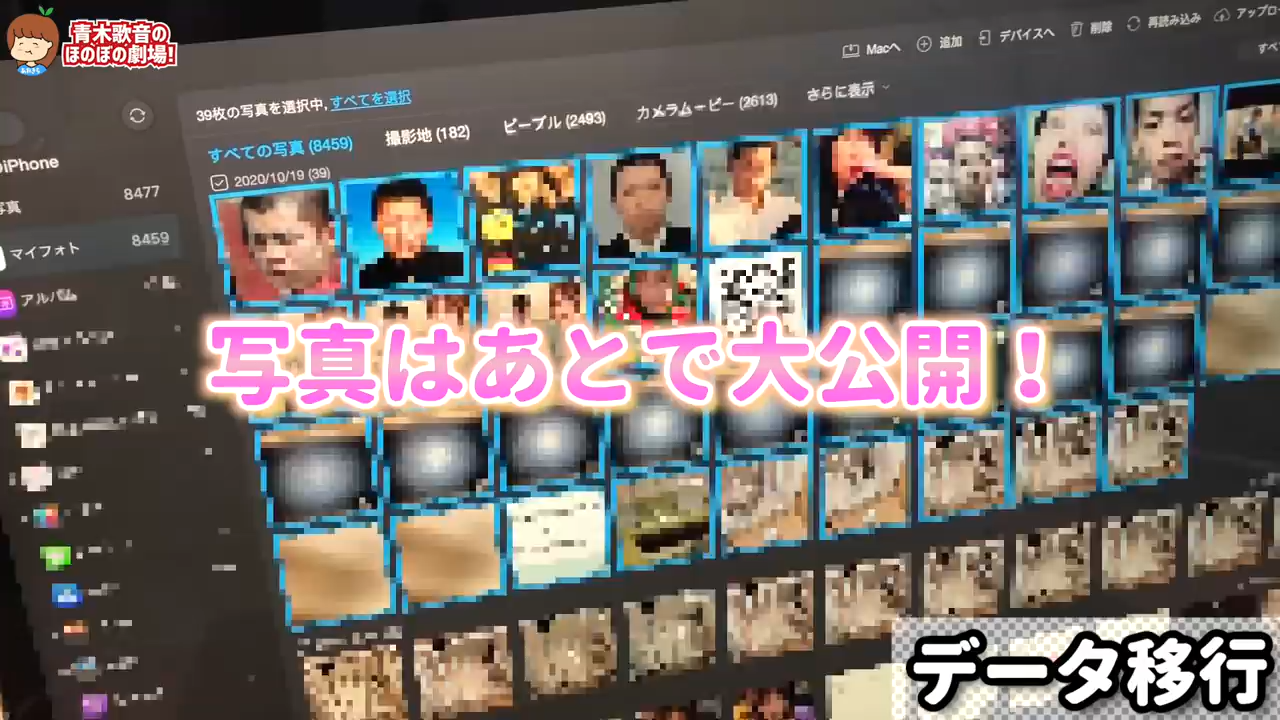 青木歌音の
ほのぼの劇場!
Macへ
追加
デバイスへ
削除
再読み込み
39枚の写真を選択中, すべてを選択
すべての写真 (8459)
撮影地 (182)
ピープル (2493)
カメラムービー (2613)
さらに表示
2020/10/19 (39)
iPhone
8477
マイフォト
8459
アルバム
写真はあとで大公開！
データ移行